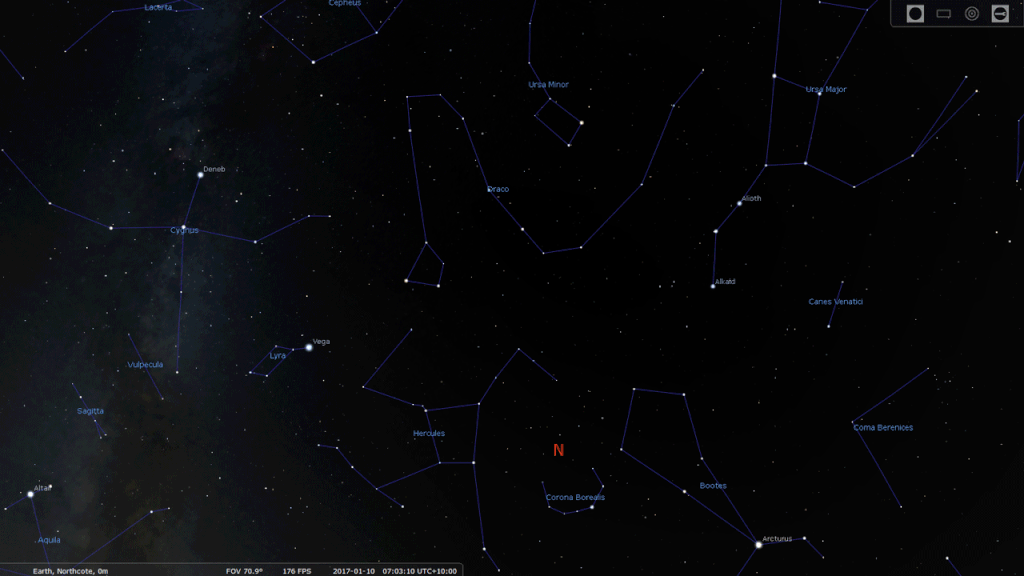 Lacerta
Cepheus
Ursa Minor
Ursa Major
Deneb
Draco
Alioth
Cygnus
Alkaid
Canes Venatici
Vega
Lyra
Vulpecula
Sagitta
Hercules
Coma Berenices
N
Altair
Corona Borealis
Bootes
Aquila
Arcturus
Earth, Northcote, 0m FOV 70.9° 176 FPS 2017-01-10 07:03:10 UTC+10:00